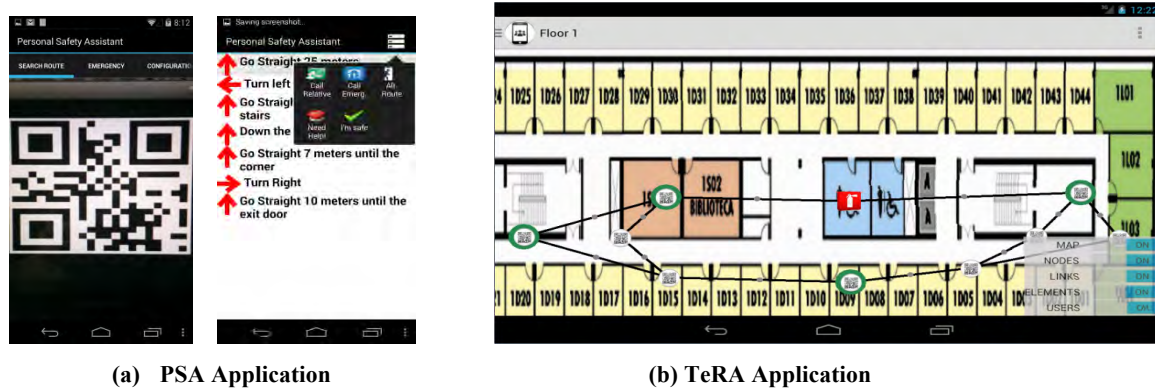 8:12
Personal Safety Assistant
SEARCH ROUTE EMERGENCY CONFIGURATIO
Saving screenshot...
Personal Safety Assistant
Go Straight 25 meters
Turn left
Go Straigl
stairs
Down the
Go Straight 7 meters until the
corner
Turn Right
Go Straight 10 meters until the
exit door
Call
Relative
Call
Emerg.
Alt
Route
Need
Help!
I'm safe
(a) PSA Application
12:22
Floor 1
24 1D25 1D26 1D27 1D28 1D29 1D30 1D31 1D32 1D33 1D34 1D35 1D36 1D37 1D38 1D39 1D40 1D41 1D42 1D43 1D44 1L01
1L02
1S02
BIBLIOTECA
A
A
1L03
MAP ON
NODES ON
LINKS ON
ELEMENTS ON
USERS
21 1D20 1D19 1D18 1D17 1D16 1D15 1D14 1D13 1D12 1D11 1D10 1D09 1D08 1D07 1D06 1D05 1D04
(b) TeRA Application